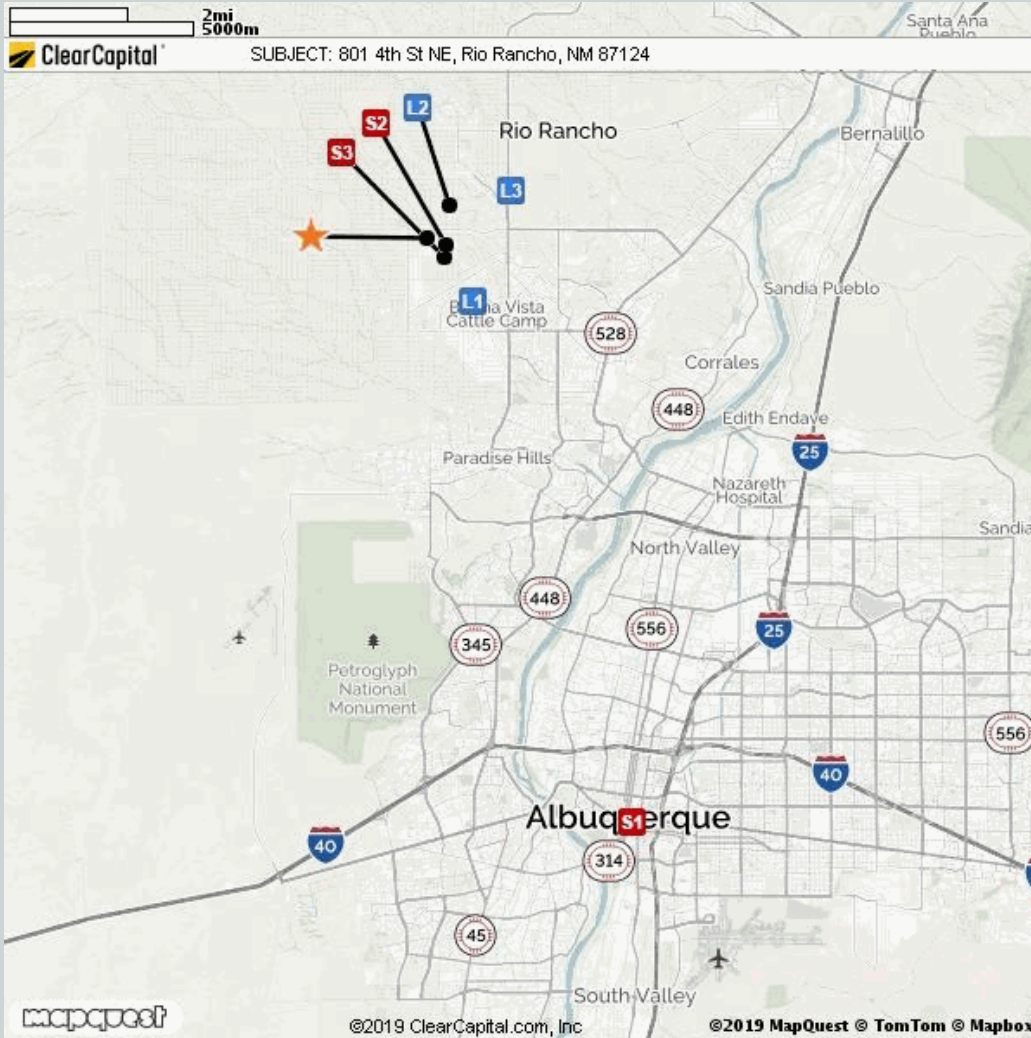 2mi
5000m
Santa Ana
Pueblo
ClearCapital
SUBJECT: 801 4th St NE, Rio Rancho, NM 87124
L2
S2
Rio Rancho
Bernalillo
S3
L3
Sandia Pueblo
L1
Vista
Cattle Camp
528
Corrales
448
Edith Endave
25
Paradise Hills
Nazareth
Hospital
Sandia
North Valley
448
556
25
345
Petroglyph
National
Monument
556
40
Albuquerque
S1
40
314
45
South Valley
mapquest
©2019 ClearCapital.com, Inc
©2019 MapQuest © TomTom © Mapbox